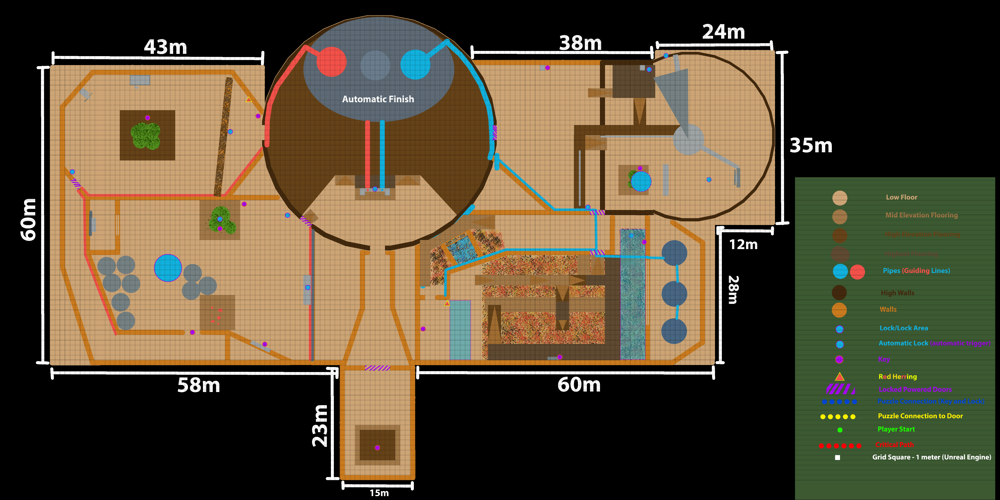 24m
38m
43m
Automatic Finish
35m
60m
12m
28m
58m
60m
23m
15m
Low Floor
Mid Elevation Flooring
High Elevation Flooring
Highest Flooring
Pipes (Guiding Lines)
High Walls
Walls
Lock/Lock Area
Automatic Lock (automatic trigger)
Key
Red Herring
Locked Powered Doors
Puzzle Connection (Key and Lock)
Puzzle Connection to Door
Player Start
Critical Path
Grid Square - 1 meter (Unreal Engine)